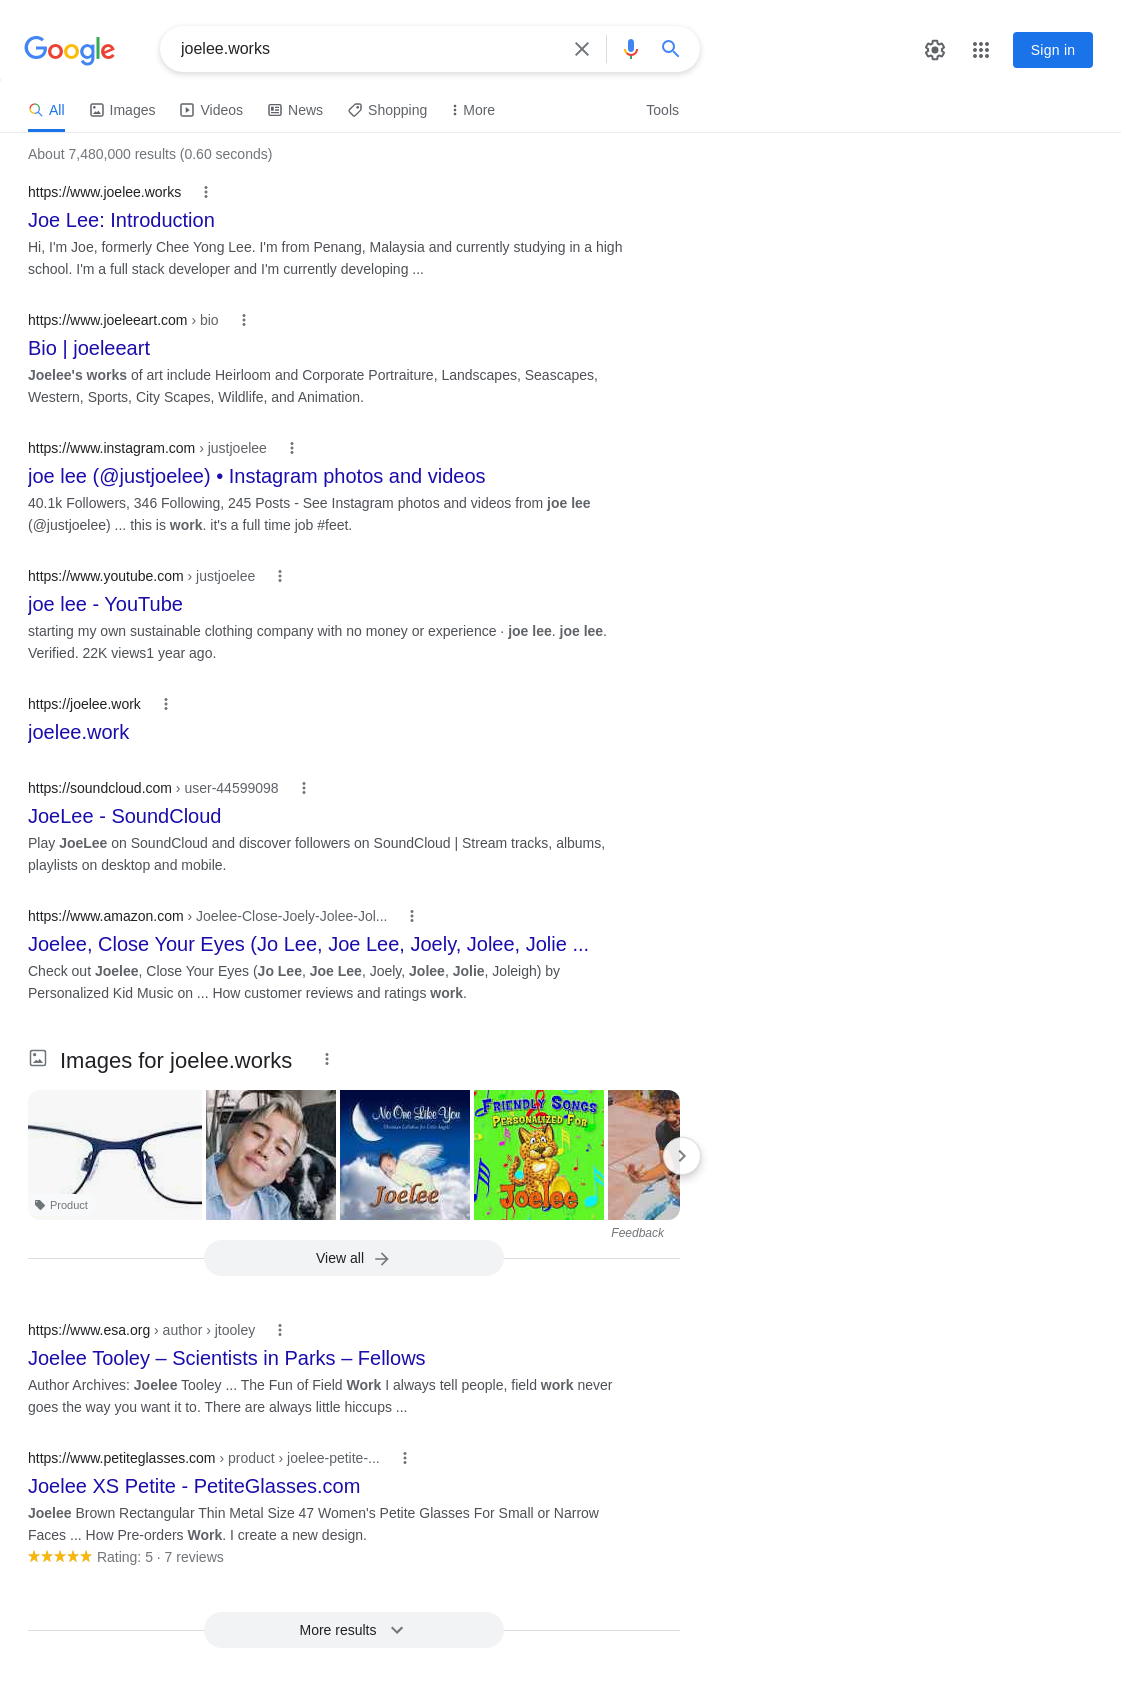 Google
joelee.works
Sign in
All
Images
Videos
News
Shopping
More
Tools
About 7,480,000 results (0.60 seconds)
https://www.joelee.works
Joe Lee: Introduction
Hi, I'm Joe, formerly Chee Yong Lee. I'm from Penang, Malaysia and currently studying in a high
school. I'm a full stack developer and I'm currently developing ...
https://www.joeleeart.com › bio
Bio | joeleeart
Joelee's works of art include Heirloom and Corporate Portraiture, Landscapes, Seascapes,
Western, Sports, City Scapes, Wildlife, and Animation.
https://www.instagram.com › justjoelee
joe lee (@justjoelee) • Instagram photos and videos
40.1k Followers, 346 Following, 245 Posts - See Instagram photos and videos from joe lee
(@justjoelee) ... this is work. it's a full time job #feet.
https://www.youtube.com › justjoelee
joe lee - YouTube
starting my own sustainable clothing company with no money or experience · joe lee. joe lee.
Verified. 22K views1 year ago.
https://joelee.work
joelee.work
https://soundcloud.com › user-44599098
JoeLee - SoundCloud
Play JoeLee on SoundCloud and discover followers on SoundCloud | Stream tracks, albums,
playlists on desktop and mobile.
https://www.amazon.com › Joelee-Close-Joely-Jolee-Jol...
Joelee, Close Your Eyes (Jo Lee, Joe Lee, Joely, Jolee, Jolie ...
Check out Joelee, Close Your Eyes (Jo Lee, Joe Lee, Joely, Jolee, Jolie, Joleigh) by
Personalized Kid Music on ... How customer reviews and ratings work.
Images for joelee.works
Product
No One Like You
Christian Lullabies for Little Angels
Joelee
FRIENDLY SONGS
PERSONALIZED FOR
Joelee
Feedback
View all
https://www.esa.org › author › jtooley
Joelee Tooley – Scientists in Parks – Fellows
Author Archives: Joelee Tooley ... The Fun of Field Work I always tell people, field work never
goes the way you want it to. There are always little hiccups ...
https://www.petiteglasses.com › product › joelee-petite-...
Joelee XS Petite - PetiteGlasses.com
Joelee Brown Rectangular Thin Metal Size 47 Women's Petite Glasses For Small or Narrow
Faces ... How Pre-orders Work. I create a new design.
Rating: 5 · 7 reviews
More results